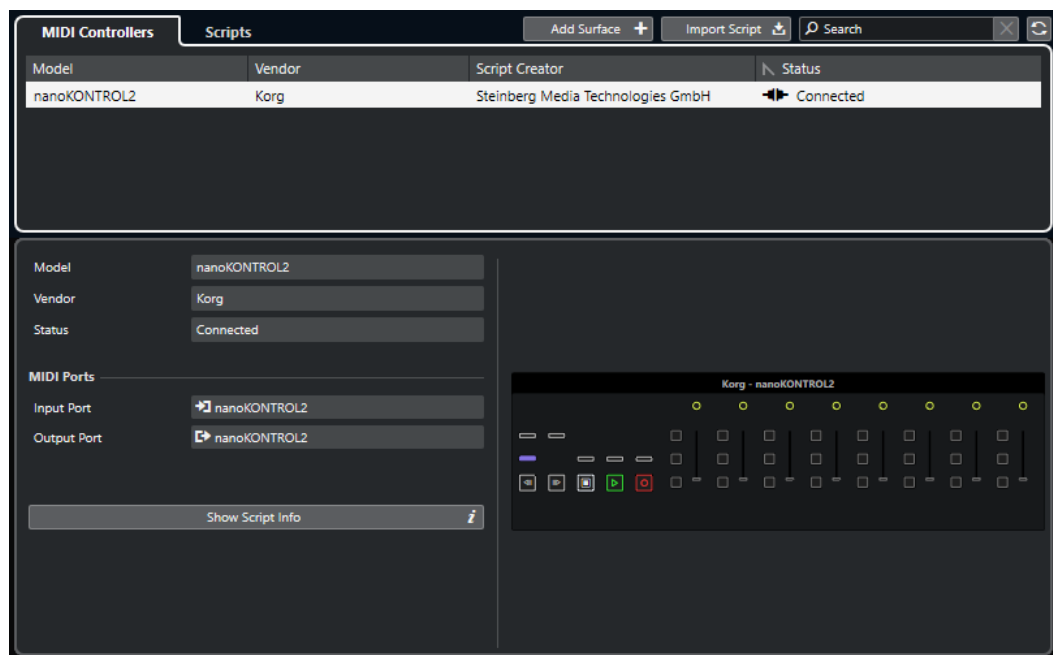 MIDI Controllers Scripts Add Surface Import Script Search
Model Vendor Script Creator Status
nanoKONTROL2 Korg Steinberg Media Technologies GmbH Connected
Model nanoKONTROL2
Vendor Korg
Status Connected
MIDI Ports
Korg - nanoKONTROL2
Input Port nanoKONTROL2
Output Port nanoKONTROL2
Show Script Info i